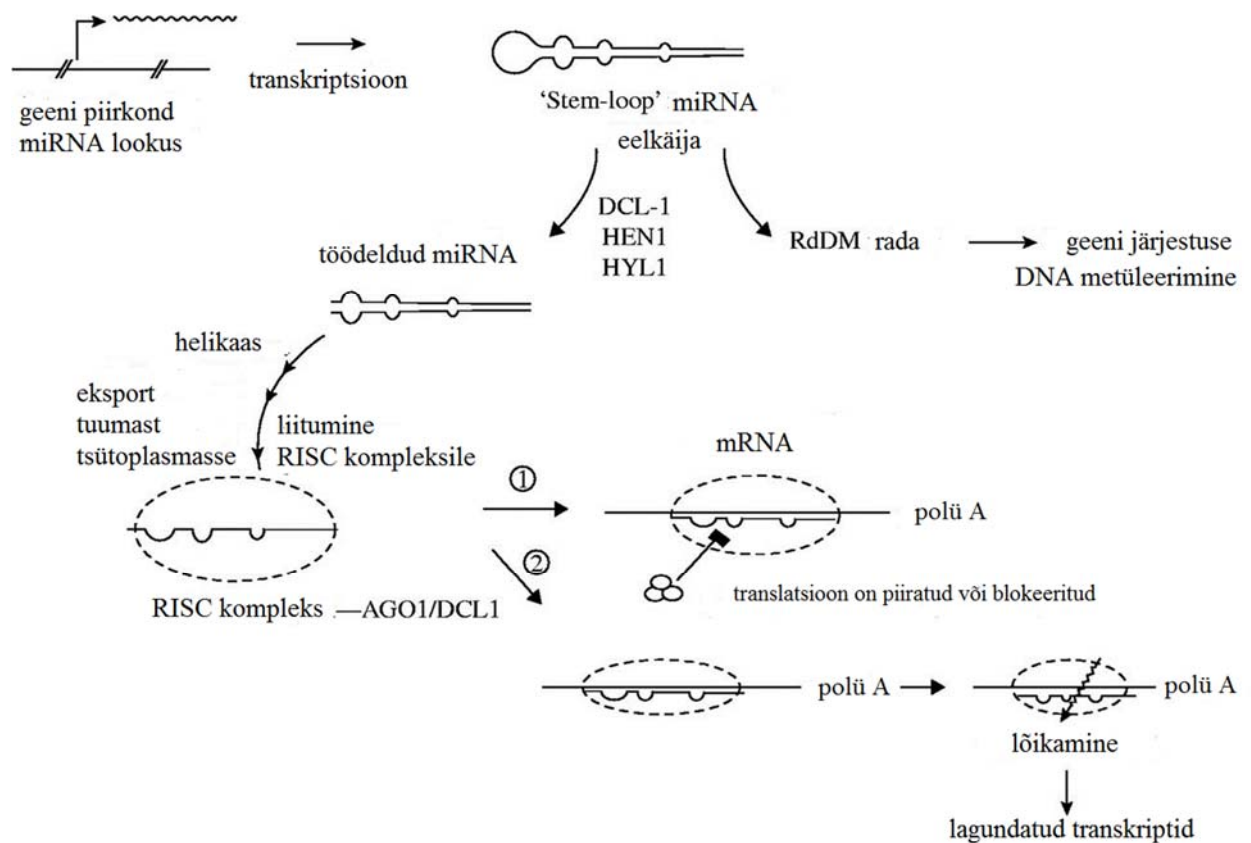 geeni piirkond
miRNA lookus
transkriptsioon
‘Stem-loop’ miRNA
eelkäija
DCL-1
HEN1
HYL1
RdDM rada
geeni järjestuse
DNA metüleerimine
töödeldud miRNA
helikaas
eksport
tuumast
tsütoplasmasse
liitumine
RISC kompleksile
RISC kompleks —AGO1/DCL1
①
mRNA
polü A
translatsioon on piiratud või blokeeritud
②
polü A
polü A
lõikamine
lagundatud transkriptid